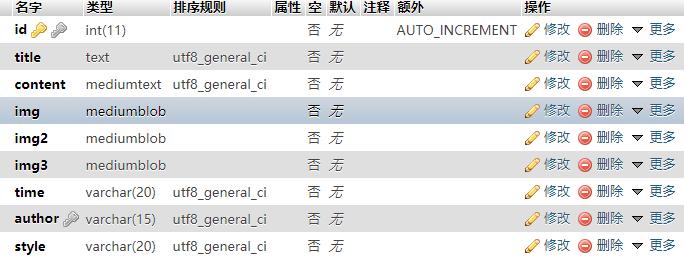 名字 类型 排序规则 属性 空 默认 注释 额外 操作
id int(11) 否 无 AUTO_INCREMENT 修改 删除 更多
title text utf8_general_ci 否 无 修改 删除 更多
content mediumtext utf8_general_ci 否 无 修改 删除 更多
img mediumblob 否 无 修改 删除 更多
img2 mediumblob 否 无 修改 删除 更多
img3 mediumblob 否 无 修改 删除 更多
time varchar(20) utf8_general_ci 否 无 修改 删除 更多
author varchar(15) utf8_general_ci 否 无 修改 删除 更多
style varchar(20) utf8_general_ci 否 无 修改 删除 更多